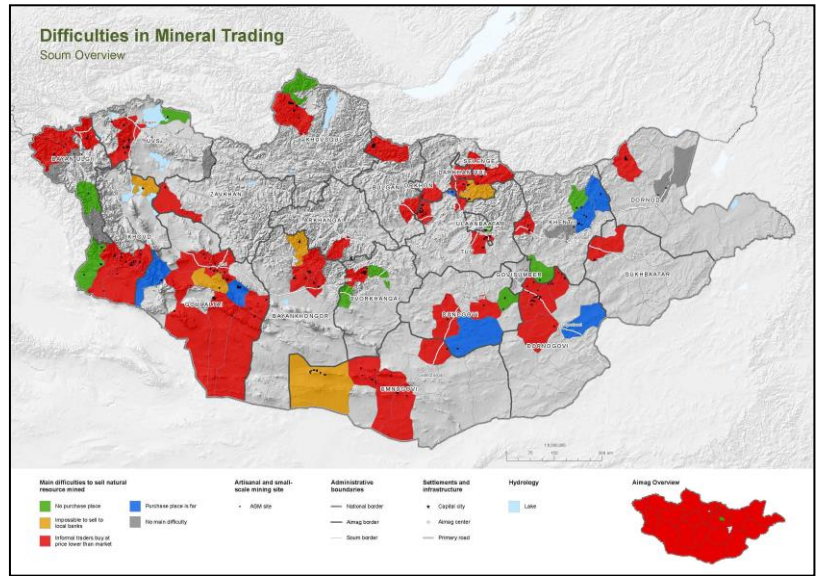 Difficulties in Mineral Trading
Soum Overview
KHUVSGUL
SELENGE
BAYAN-ULGII
UVS
BULGAN
ORKHON
DARKHAN UUL
DORNOD
ZAVKHAN
ARKHANGAI
ULAANBAATAR
KHENTII
KHOVD
TUV
GOVISUMBER
SUKHBAATAR
GOVI-ALTAI
UVURKHANGAI
BAYANKHONGOR
DUNDGOVI
DORNOGOVI
UMNUGOVI
Main difficulties to sell natural
resource mined
No purchase place
Impossible to sell to
local banks
Informal traders buy at
price lower than market
Purchase place is far
No main difficulty
Artisanal and small-
scale mining site
ASM site
Administrative
boundaries
National border
Aimag border
Soum border
Settlements and
infrastructure
Capital city
Aimag center
Primary road
Hydrology
Lake
Aimag Overview